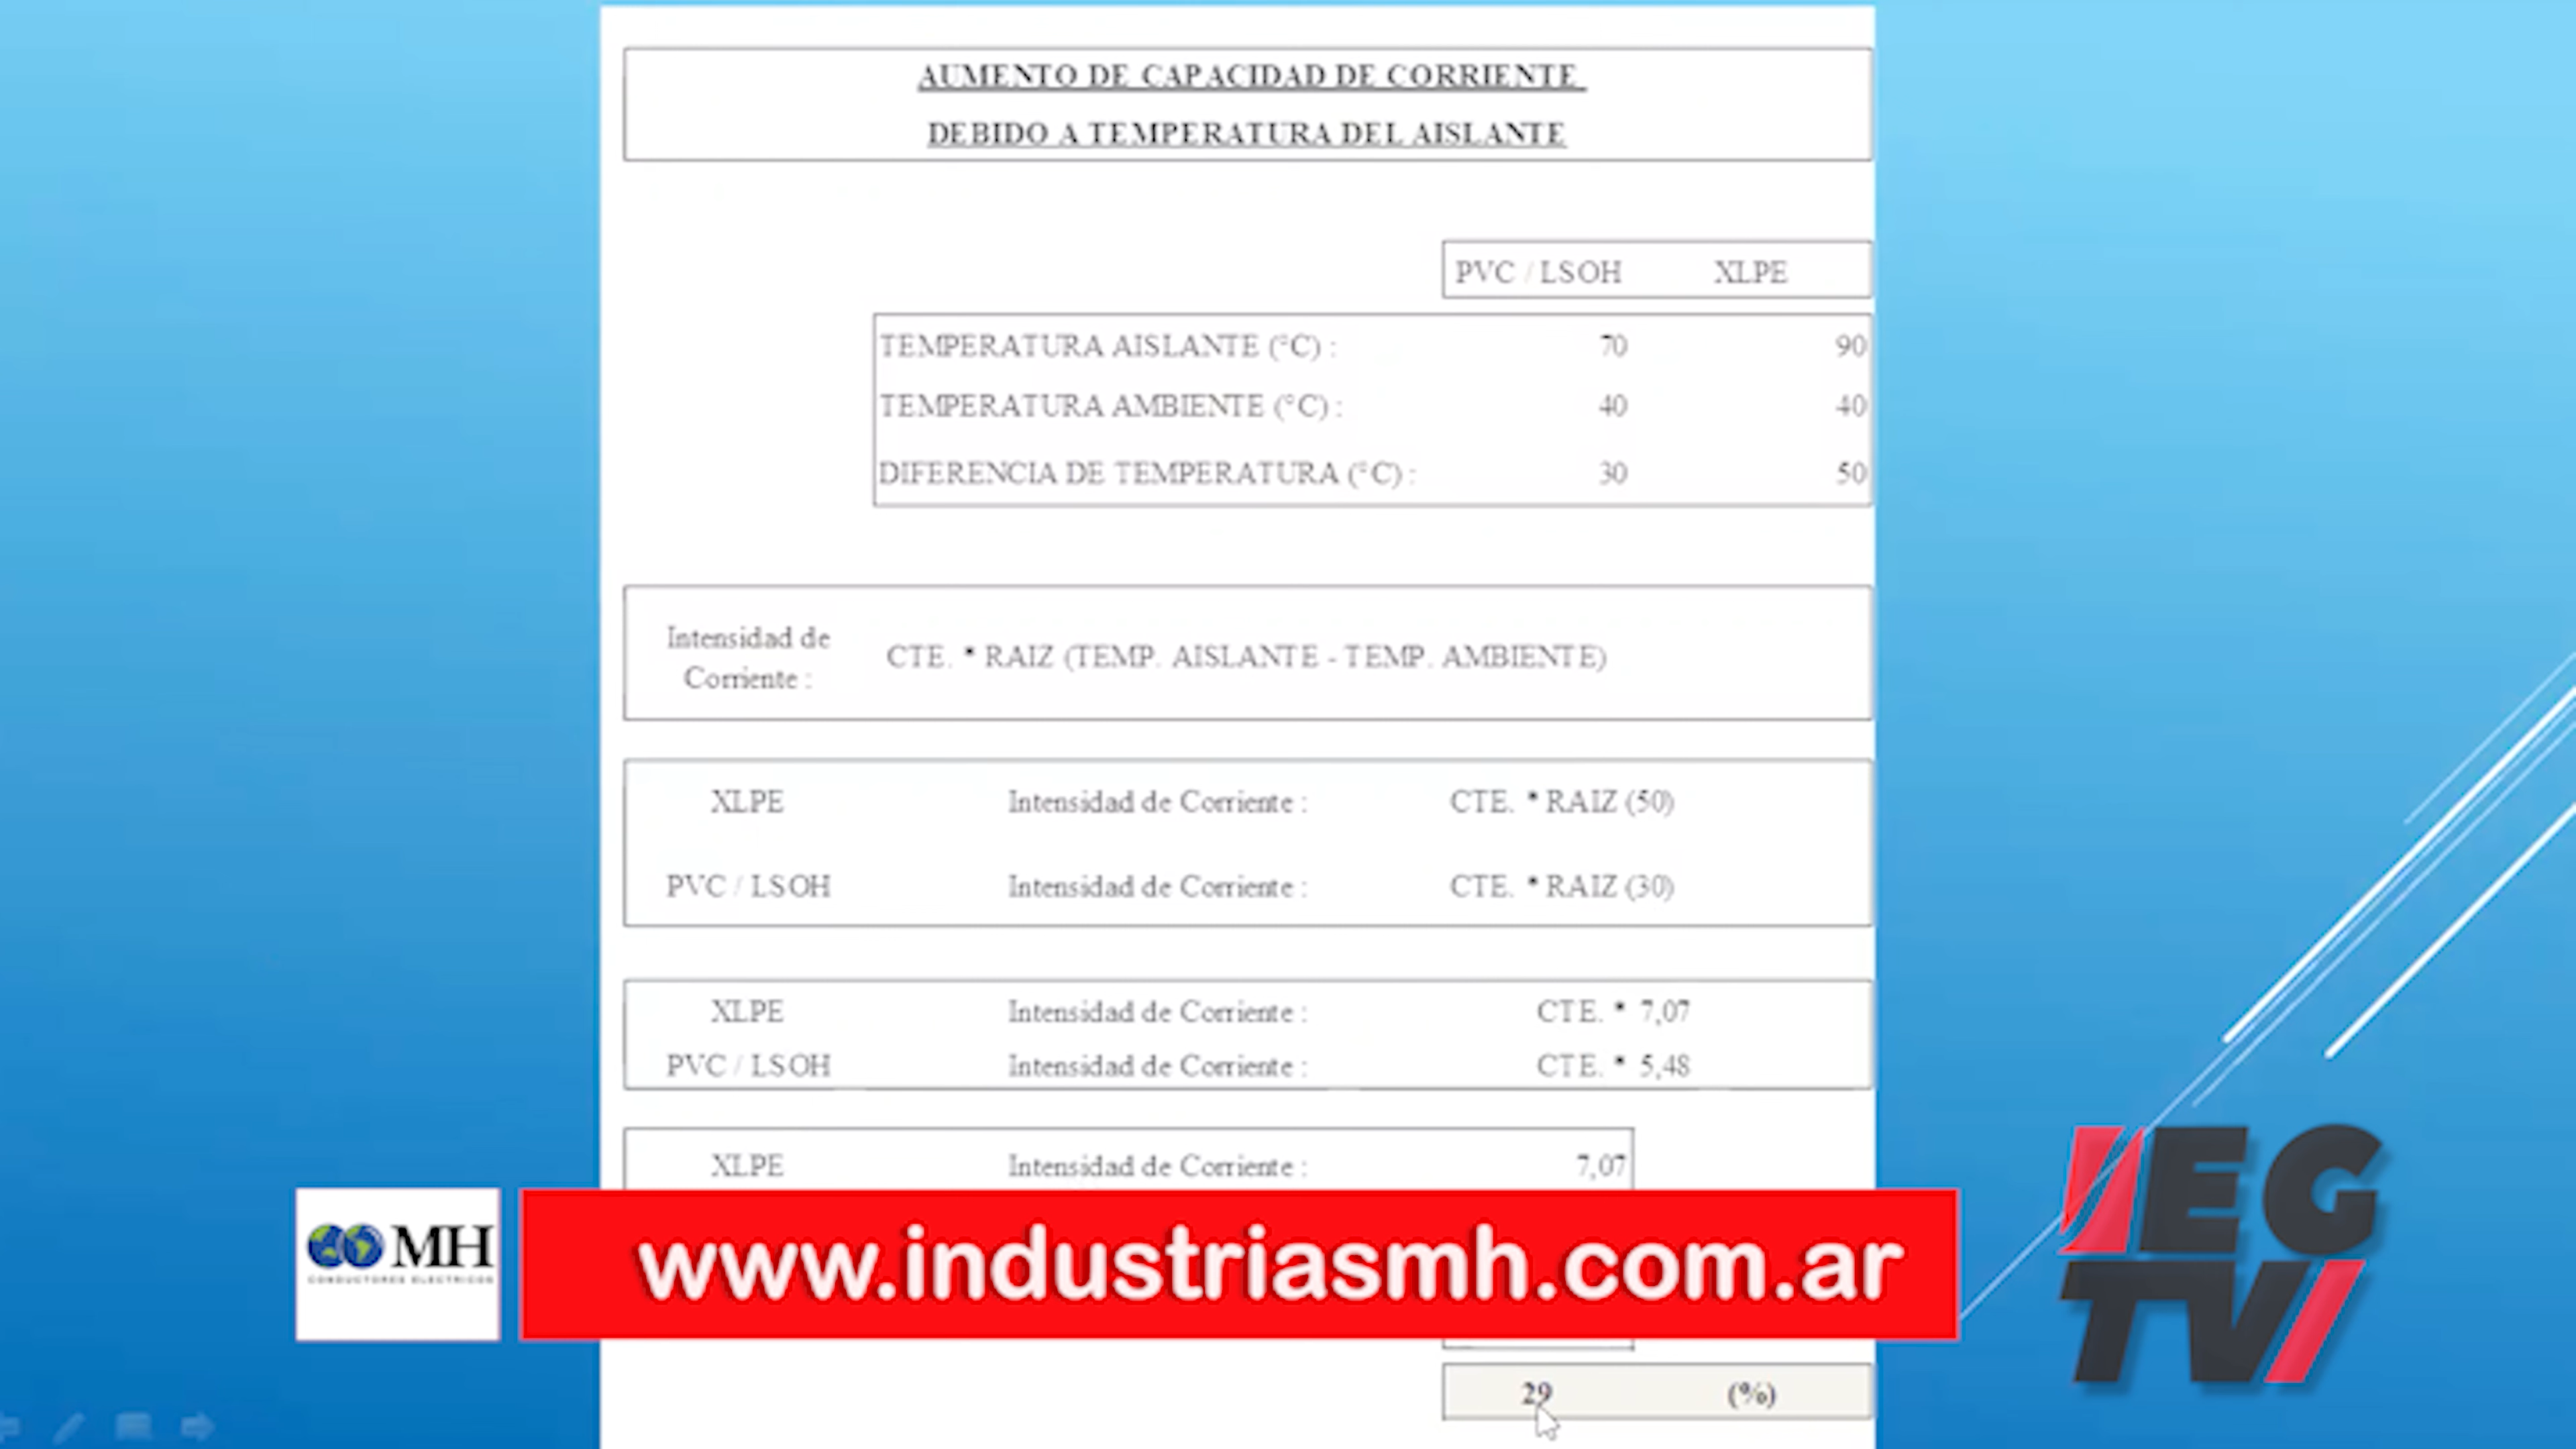 AUMENTO DE CAPACIDAD DE CORRIENTE
DEBIDO A TEMPERATURA DEL AISLANTE
PVC / LSOH XLPE
TEMPERATURA AISLANTE (°C) : 70 90
TEMPERATURA AMBIENTE (°C) : 40 40
DIFERENCIA DE TEMPERATURA (°C) : 30 50
Intensidad de
Corriente :
CTE. * RAIZ (TEMP. AISLANTE - TEMP. AMBIENTE)
XLPE Intensidad de Corriente : CTE. * RAIZ (50)
PVC / LSOH Intensidad de Corriente : CTE. * RAIZ (30)
XLPE Intensidad de Corriente : CTE. * 7,07
PVC / LSOH Intensidad de Corriente : CTE. * 5,48
XLPE Intensidad de Corriente : 7,07
MH
CONDUCTORES ELECTRICOS
www.industriasmh.com.ar
EG
TV
29 (%)